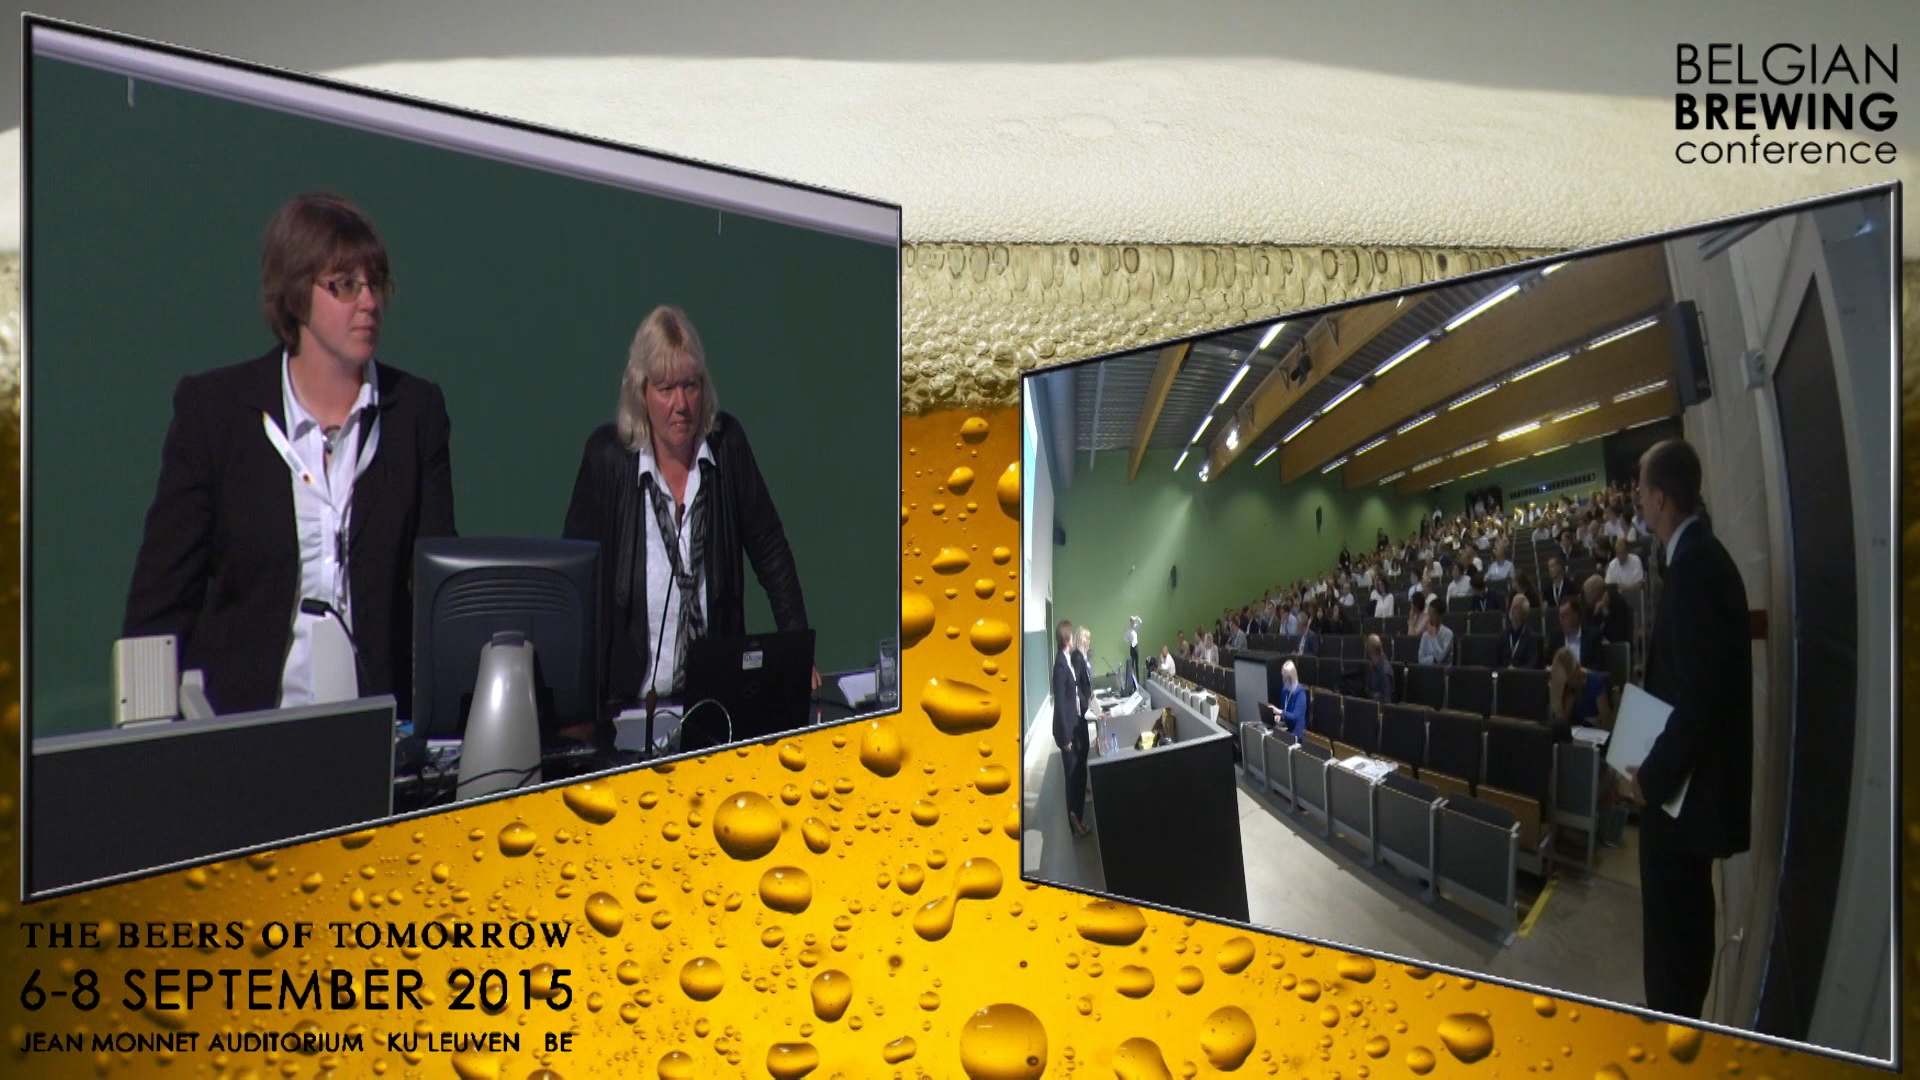 BELGIAN
BREWING
conference
THE BEERS OF TOMORROW
6-8 SEPTEMBER 2015
JEAN MONNET AUDITORIUM KU LEUVEN BE